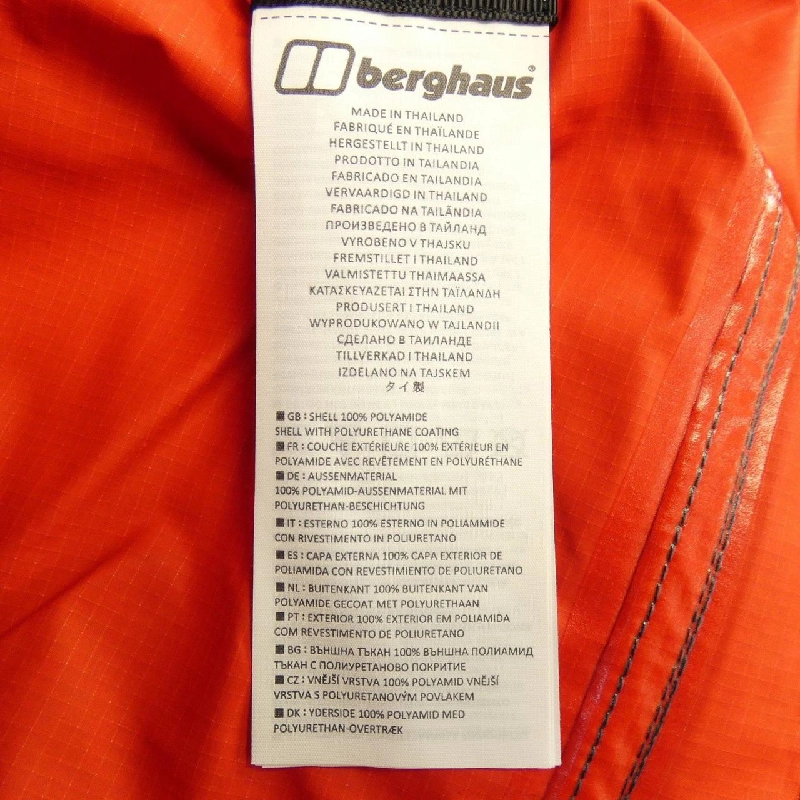 berghaus®
MADE IN THAILAND
FABRIQUÉ EN THAÏLANDE
HERGESTELLT IN THAILAND
PRODOTTO IN TAILANDIA
FABRICADO EN TAILANDIA
VERVAARDIGD IN THAILAND
FABRICADO NA TAILÂNDIA
ПРОИЗВЕДЕНО В ТАЙЛАНД
VYROBENO V THAJSKU
FREMSTILLET I THAILAND
VALMISTETTU THAIMAASSA
ΚΑΤΑΣΚΕΥΑΖΕΤΑΙ ΣΤΗΝ ΤΑΪΛΑΝΔΗ
PRODUSERT I THAILAND
WYPRODUKOWANO W TAJLANDII
СДЕЛАНО В ТАИЛАНДЕ
TILLVERKAD I THAILAND
IZDELANO NA TAJSKEM
タイ製
■ GB : SHELL 100% POLYAMIDE
SHELL WITH POLYURETHANE COATING
■ FR : COUCHE EXTÉRIEURE 100% EXTÉRIEUR EN
POLYAMIDE AVEC REVÊTEMENT EN POLYURÉTHANE
■ DE : AUSSENMATERIAL
100% POLYAMID-AUSSENMATERIAL MIT
POLYURETHAN-BESCHICHTUNG
■ IT : ESTERNO 100% ESTERNO IN POLIAMMIDE
CON RIVESTIMENTO IN POLIURETANO
■ ES : CAPA EXTERNA 100% CAPA EXTERIOR DE
POLIAMIDA CON REVESTIMENTO DE POLIURETANO
■ NL : BUITENKANT 100% BUITENKANT VAN
POLYAMIDE GECOAT MET POLYURETHAAN
■ PT : EXTERIOR 100% EXTERIOR EM POLIAMIDA
COM REVESTIMENTO DE POLIURETANO
■ BG : ВЪНШНА ТЪКАН 100% ВЪНШНА ПОЛИАМИД
ТЪКАН С ПОЛИУРЕТАНОВО ПОКРИТИЕ
■ CZ : VNĚJŠÍ VRSTVA 100% POLYAMID VNĚJŠÍ
VRSTVA S POLYURETANOVÝM POVLAKEM
■ DK : YDERSIDE 100% POLYAMID MED
POLYURETHAN-OVERTRÆK